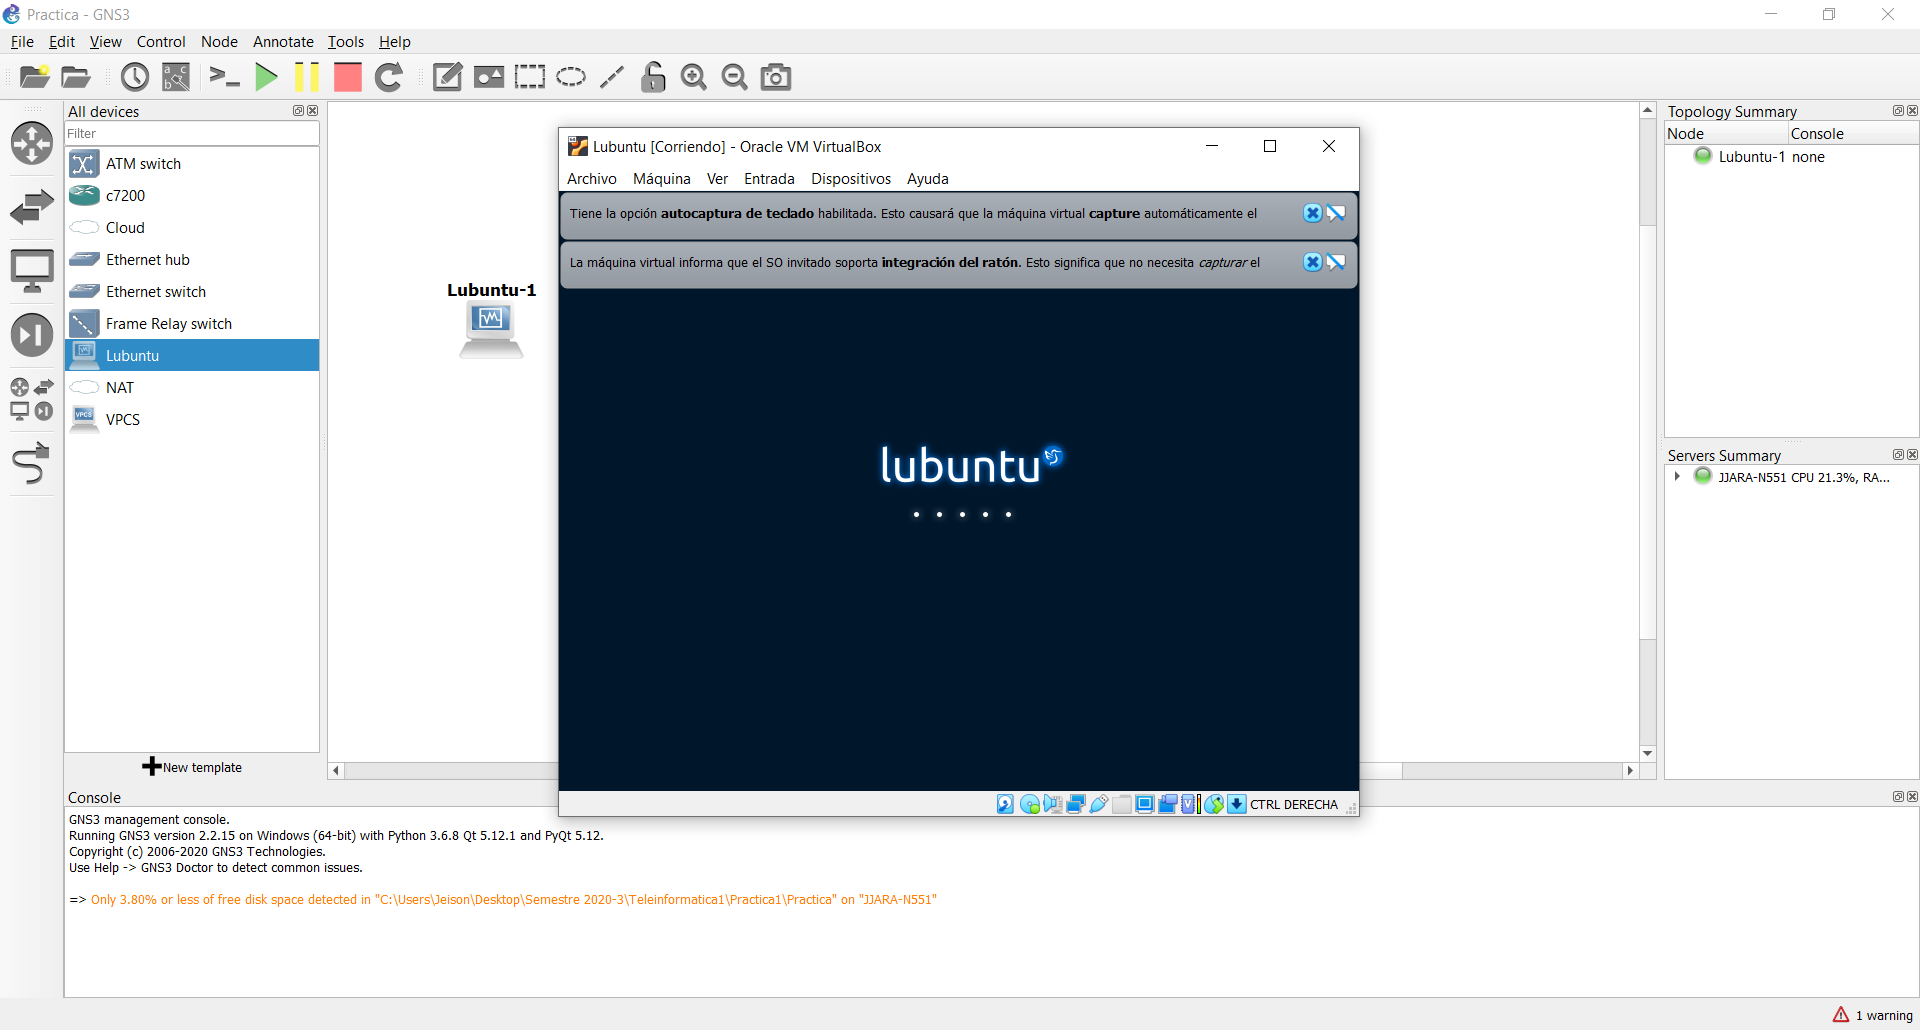 Practica - GNS3
File Edit View Control Node Annotate Tools Help
All devices
Filter
ATM switch
c7200
Cloud
Ethernet hub
Ethernet switch
Frame Relay switch
Lubuntu
NAT
VPCS
New template
Lubuntu-1
Lubuntu [Corriendo] - Oracle VM VirtualBox
Archivo Máquina Ver Entrada Dispositivos Ayuda
Tiene la opción autocaptura de teclado habilitada. Esto causará que la máquina virtual capture automáticamente el
La máquina virtual informa que el SO invitado soporta integración del ratón. Esto significa que no necesita capturar el
lubuntu
CTRL DERECHA
Topology Summary
Node Console
Lubuntu-1 none
Servers Summary
JJARA-N551 CPU 21.3%, RA...
Console
GNS3 management console.
Running GNS3 version 2.2.15 on Windows (64-bit) with Python 3.6.8 Qt 5.12.1 and PyQt 5.12.
Copyright (c) 2006-2020 GNS3 Technologies.
Use Help -> GNS3 Doctor to detect common issues.
=> Only 3.80% or less of free disk space detected in "C:\Users\Jeison\Desktop\Semestre 2020-3\Teleinformatica1\Practica1\Practica" on "JJARA-N551"
1 warning